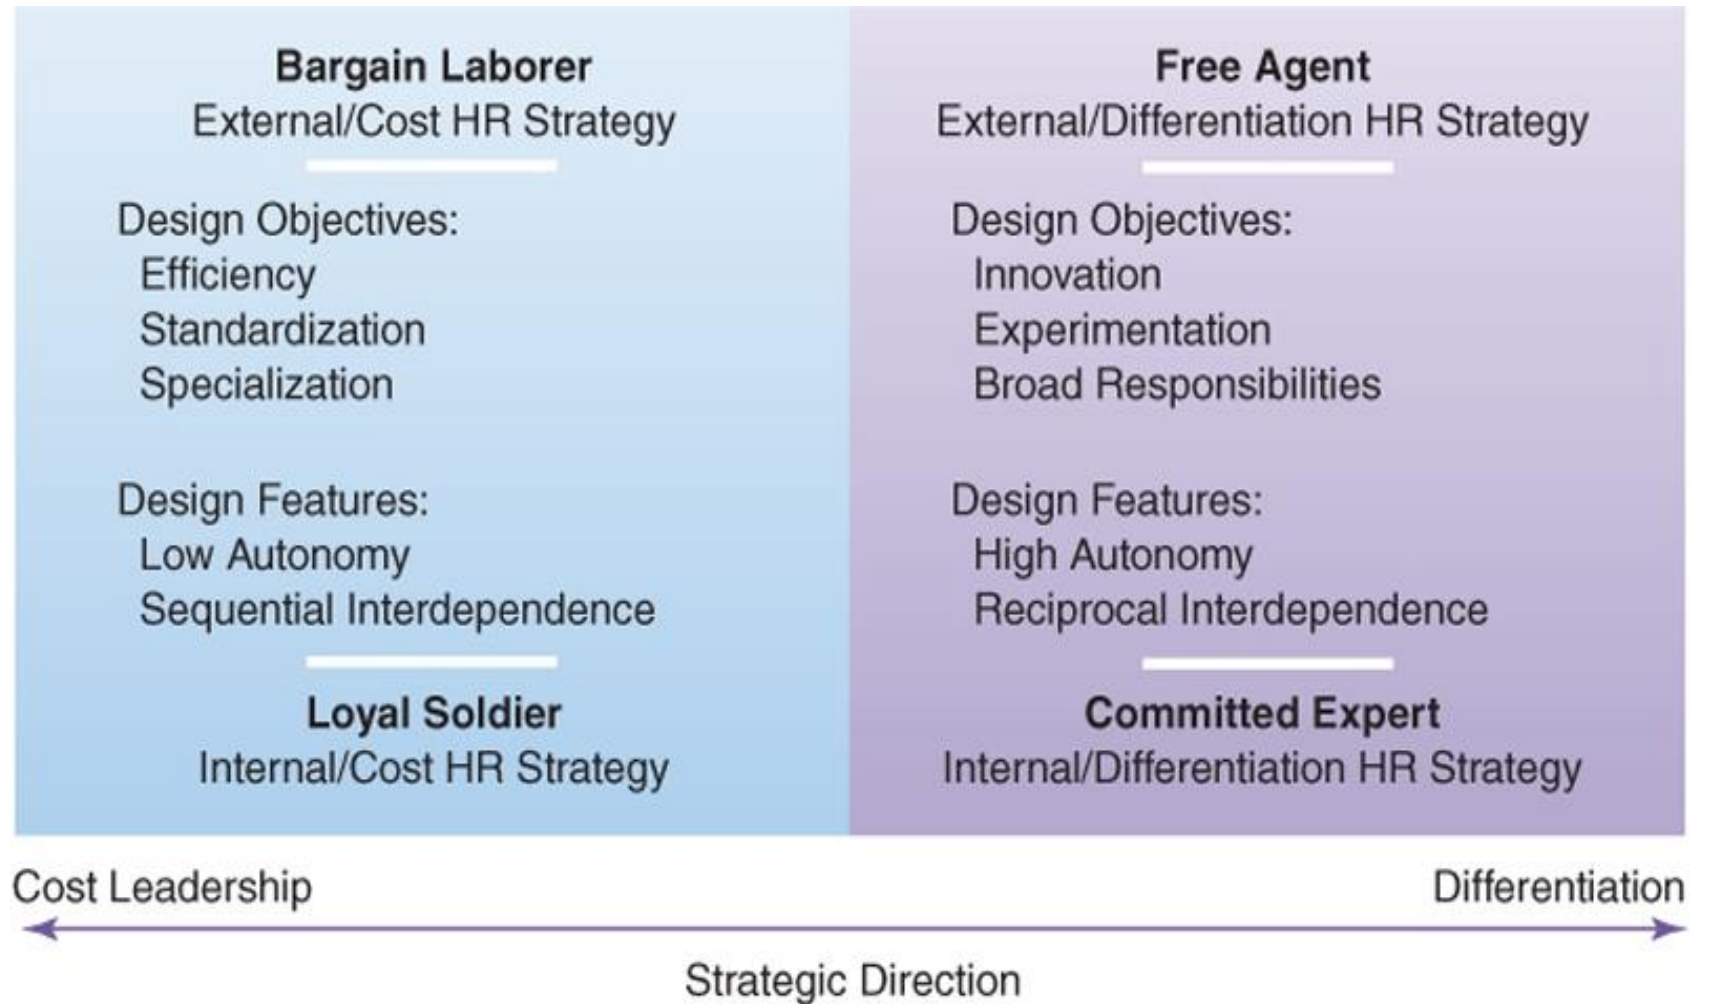 Bargain Laborer
External/Cost HR Strategy
Design Objectives:
Efficiency
Standardization
Specialization
Design Features:
Low Autonomy
Sequential Interdependence
Loyal Soldier
Internal/Cost HR Strategy
Free Agent
External/Differentiation HR Strategy
Design Objectives:
Innovation
Experimentation
Broad Responsibilities
Design Features:
High Autonomy
Reciprocal Interdependence
Committed Expert
Internal/Differentiation HR Strategy
Cost Leadership
Differentiation
Strategic Direction